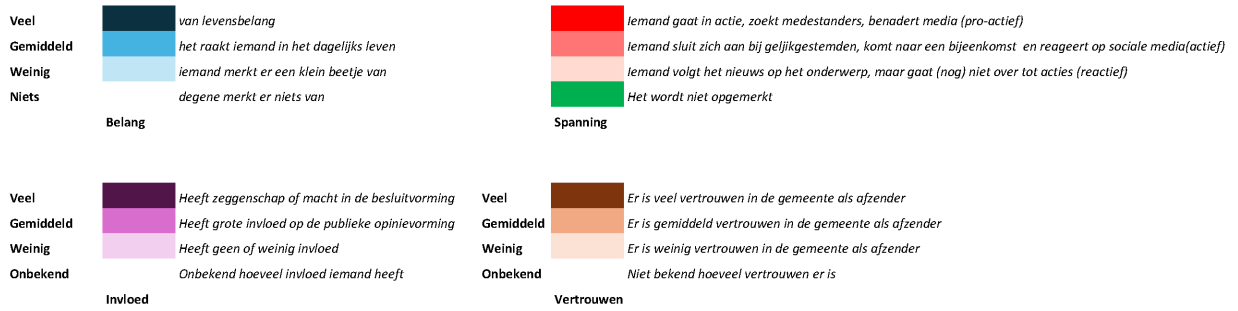 Veel van levensbelang Iemand gaat in actie, zoekt medestanders, benadert media (pro-actief)
Gemiddeld het raakt iemand in het dagelijks leven Iemand sluit zich aan bij geljikgestemden, komt naar een bijeenkomst en reageert op sociale media(actief)
Weinig iemand merkt er een klein beetje van Iemand volgt het nieuws op het onderwerp, maar gaat (nog) niet over tot acties (reactief)
Niets degene merkt er niets van Het wordt niet opgemerkt
Belang Spanning
Veel Heeft zeggenschap of macht in de besluitvorming Veel Er is veel vertrouwen in de gemeente als afzender
Gemiddeld Heeft grote invloed op de publieke opinievorming Gemiddeld Er is gemiddeld vertrouwen in de gemeente als afzender
Weinig Heeft geen of weinig invloed Weinig Er is weinig vertrouwen in de gemeente als afzender
Onbekend Onbekend hoeveel invloed iemand heeft Onbekend Niet bekend hoeveel vertrouwen er is
Invloed Vertrouwen